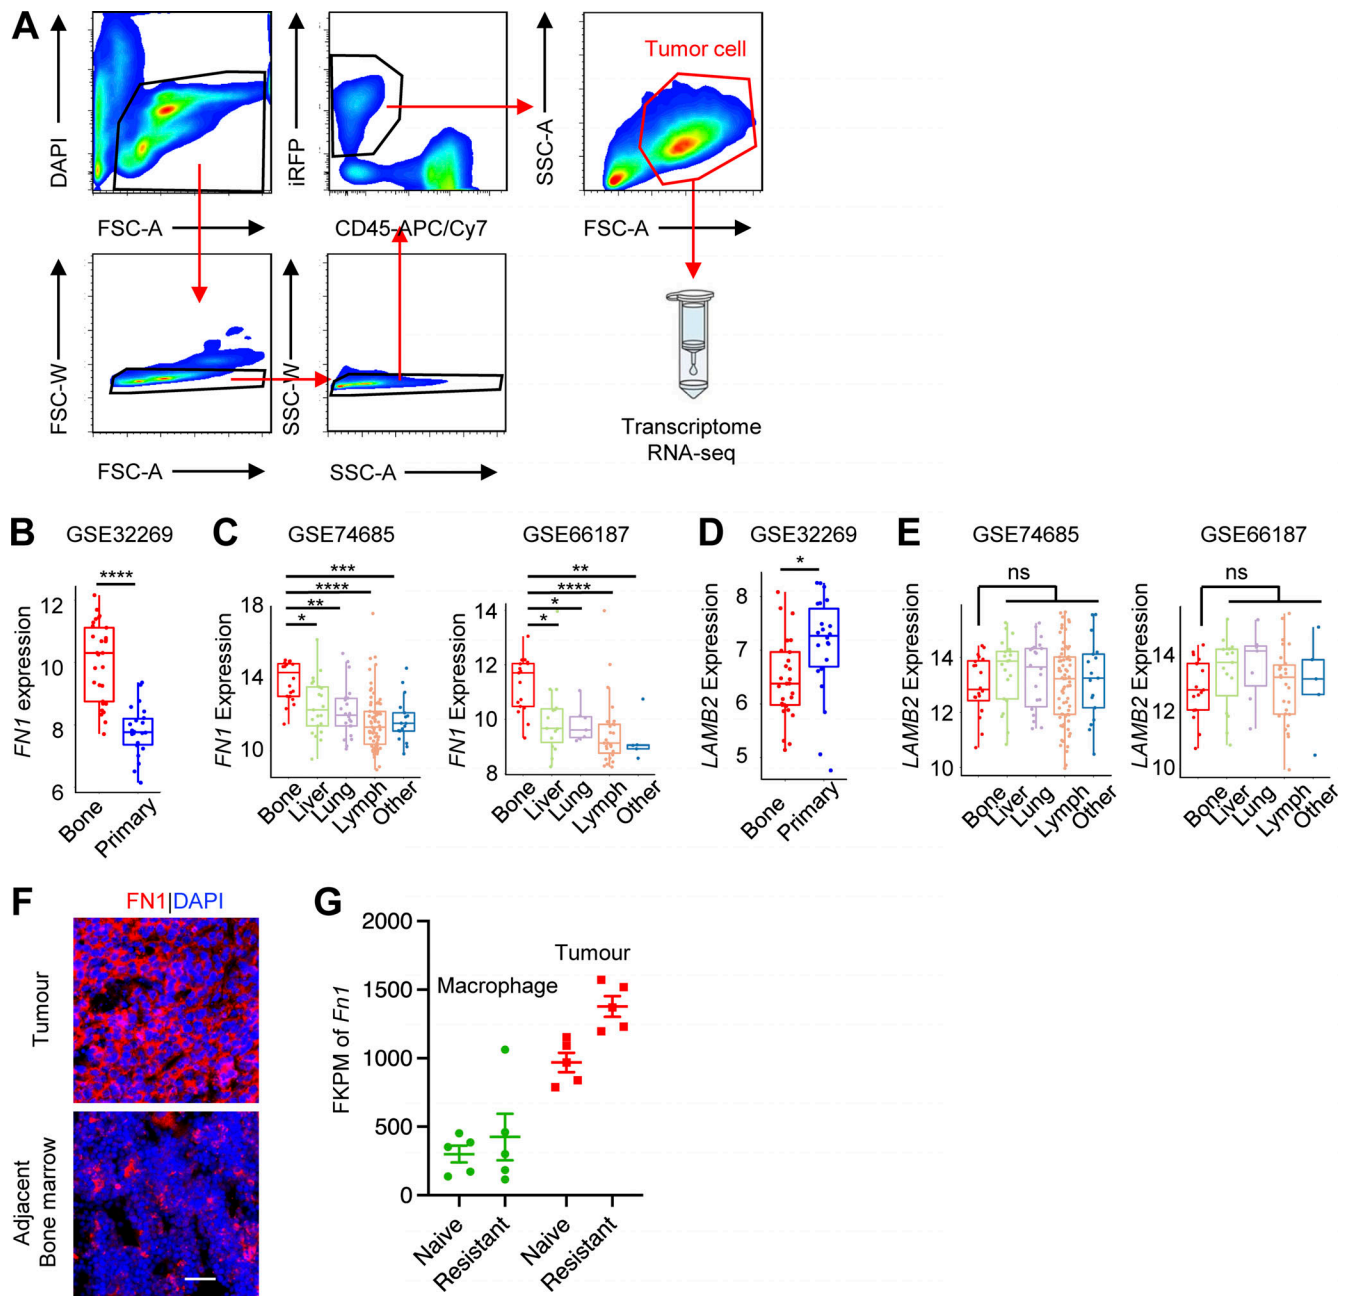 A
DAPI
FSC-A
iRFP
CD45-APC/Cy7
SSC-A
Tumor cell
FSC-A
FSC-W
FSC-A
SSC-W
SSC-A
Transcriptome
RNA-seq
B
GSE32269
****
FN1 expression
12
10
8
6
Bone
Primary
C
GSE74685
***
****
**
*
FN1 Expression
18
14
10
Bone
Liver
Lung
Lymph
Other
GSE66187
**
****
*
*
FN1 Expression
14
12
10
8
Bone
Liver
Lung
Lymph
Other
D
GSE32269
*
LAMB2 Expression
8
7
6
5
Bone
Primary
E
GSE74685
ns
LAMB2 Expression
14
12
10
Bone
Liver
Lung
Lymph
Other
GSE66187
ns
LAMB2 Expression
14
12
10
Bone
Liver
Lung
Lymph
Other
F
FN1|DAPI
Tumour
Adjacent
Bone marrow
G
FKPM of Fn1
2000
1500
1000
500
0
Macrophage
Tumour
Naive
Resistant
Naive
Resistant